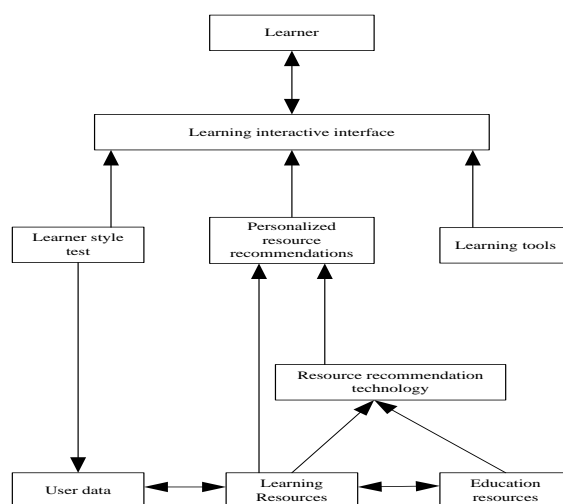 Learner
Learning interactive interface
Learner style
test
Personalized
resource
recommendations
Learning tools
Resource recommendation
technology
User data
Learning
Resources
Education
resources